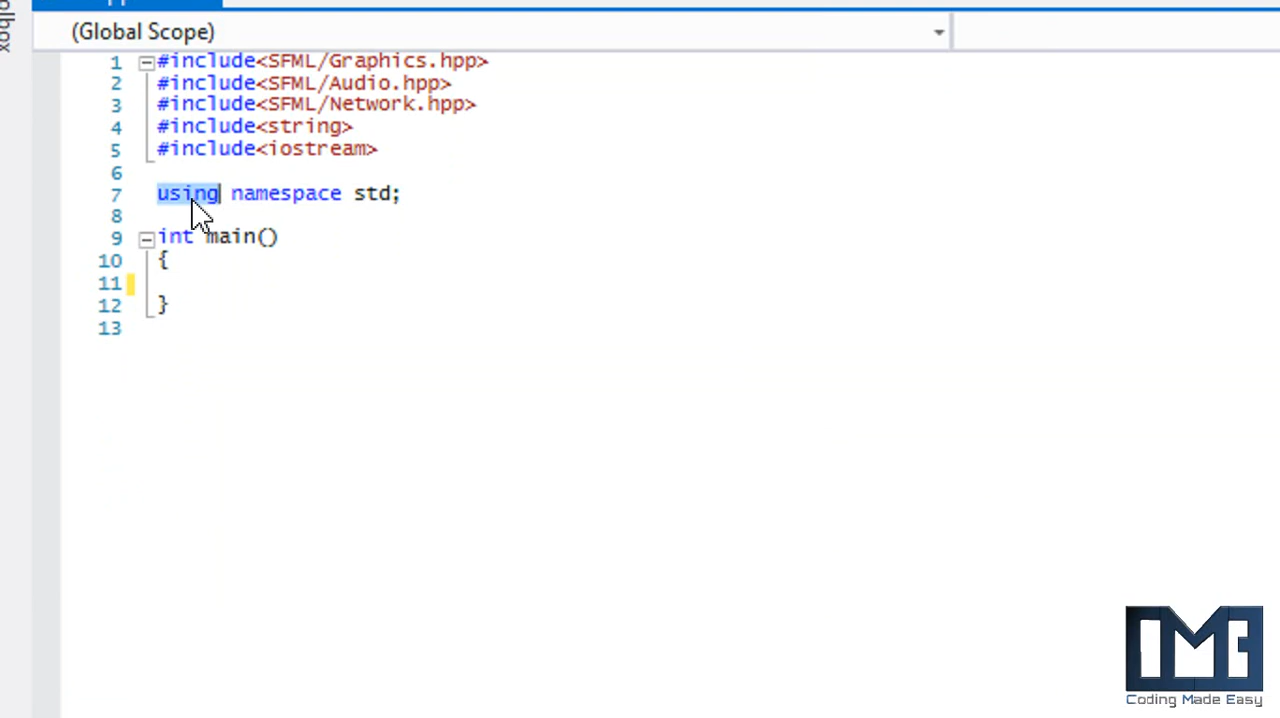 (Global Scope)
1 #include<SFML/Graphics.hpp>
2 #include<SFML/Audio.hpp>
3 #include<SFML/Network.hpp>
4 #include<string>
5 #include<iostream>
6
7 using namespace std;
8
9 int main()
10 {
11
12 }
13
CME
Coding Made Easy